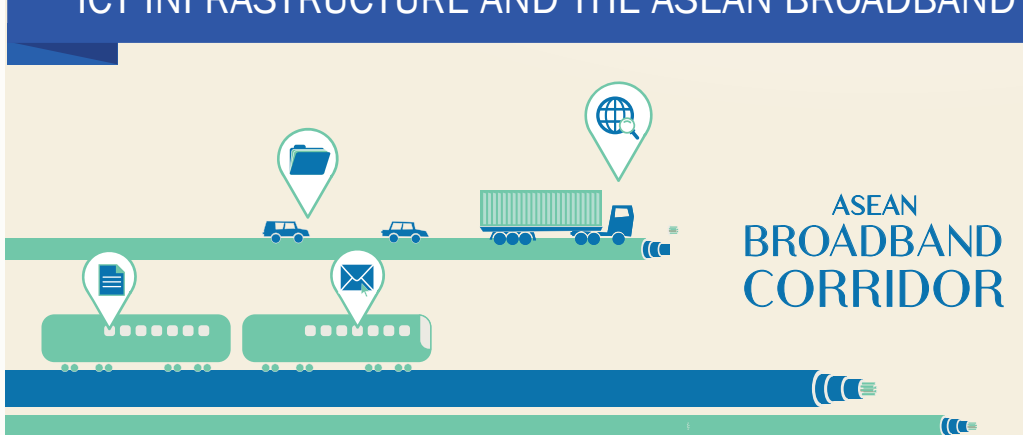 ICT INFRASTRUCTURE AND THE ASEAN BROADBAND
ASEAN
BROADBAND
CORRIDOR